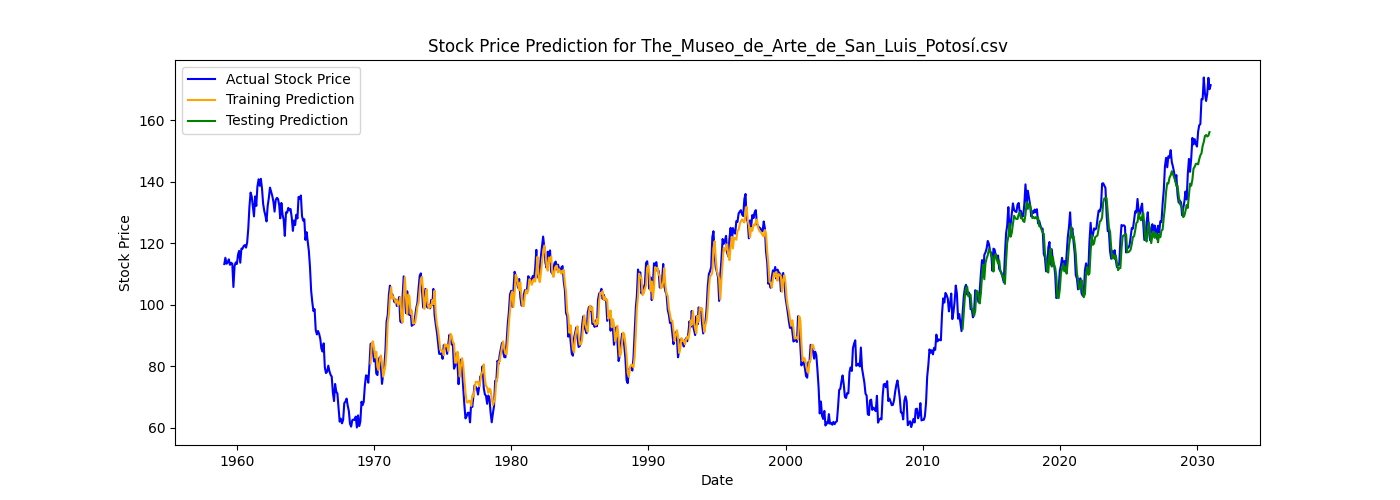 Stock Price Prediction for The_Museo_de_Arte_de_San_Luis_Potosí.csv
Actual Stock Price
Training Prediction
Testing Prediction
Stock Price
160
140
120
100
80
60
1960
1970
1980
1990
2000
2010
2020
2030
Date